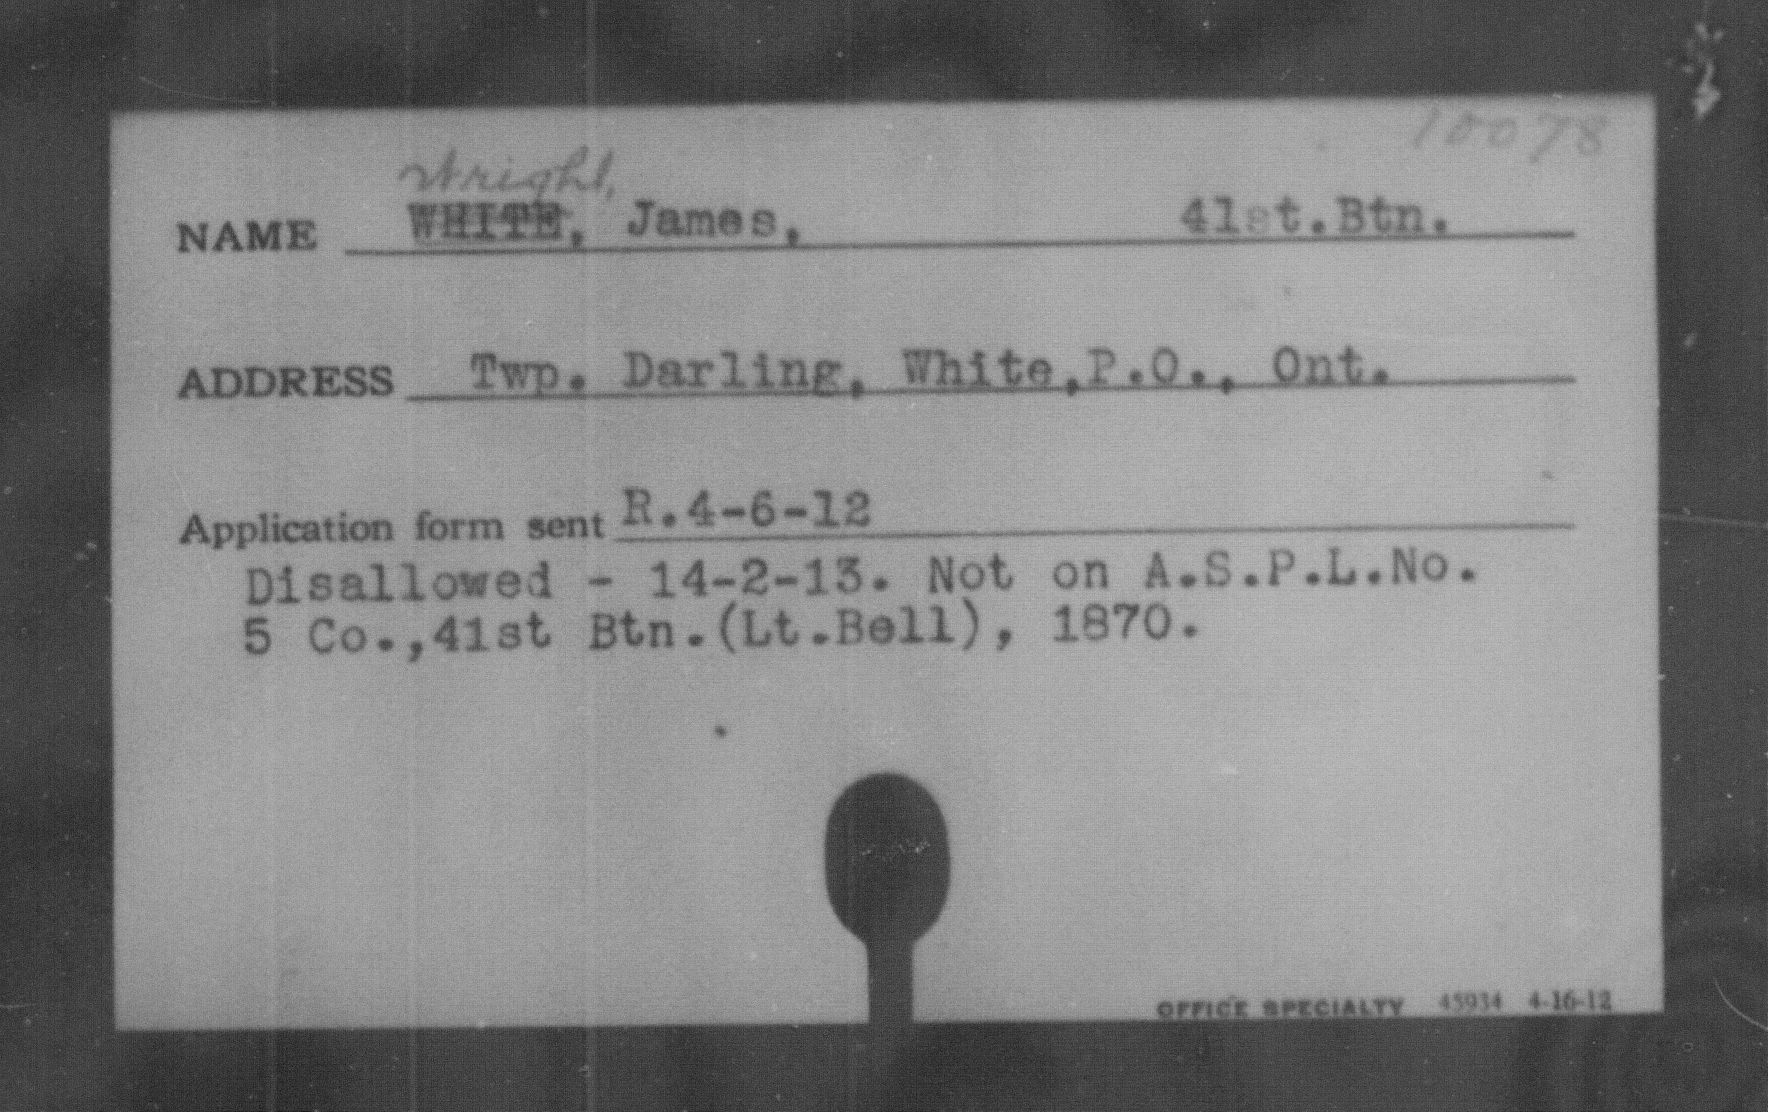 10078
Wright,
NAME WHITE, James, 41st.Btn.
ADDRESS Twp. Darling, White,P.O., Ont.
Application form sent R.4-6-12
Disallowed - 14-2-13. Not on A.S.P.L.No.
5 Co.,41st Btn.(Lt.Bell), 1870.
OFFICE SPECIALTY 45934 4-16-12